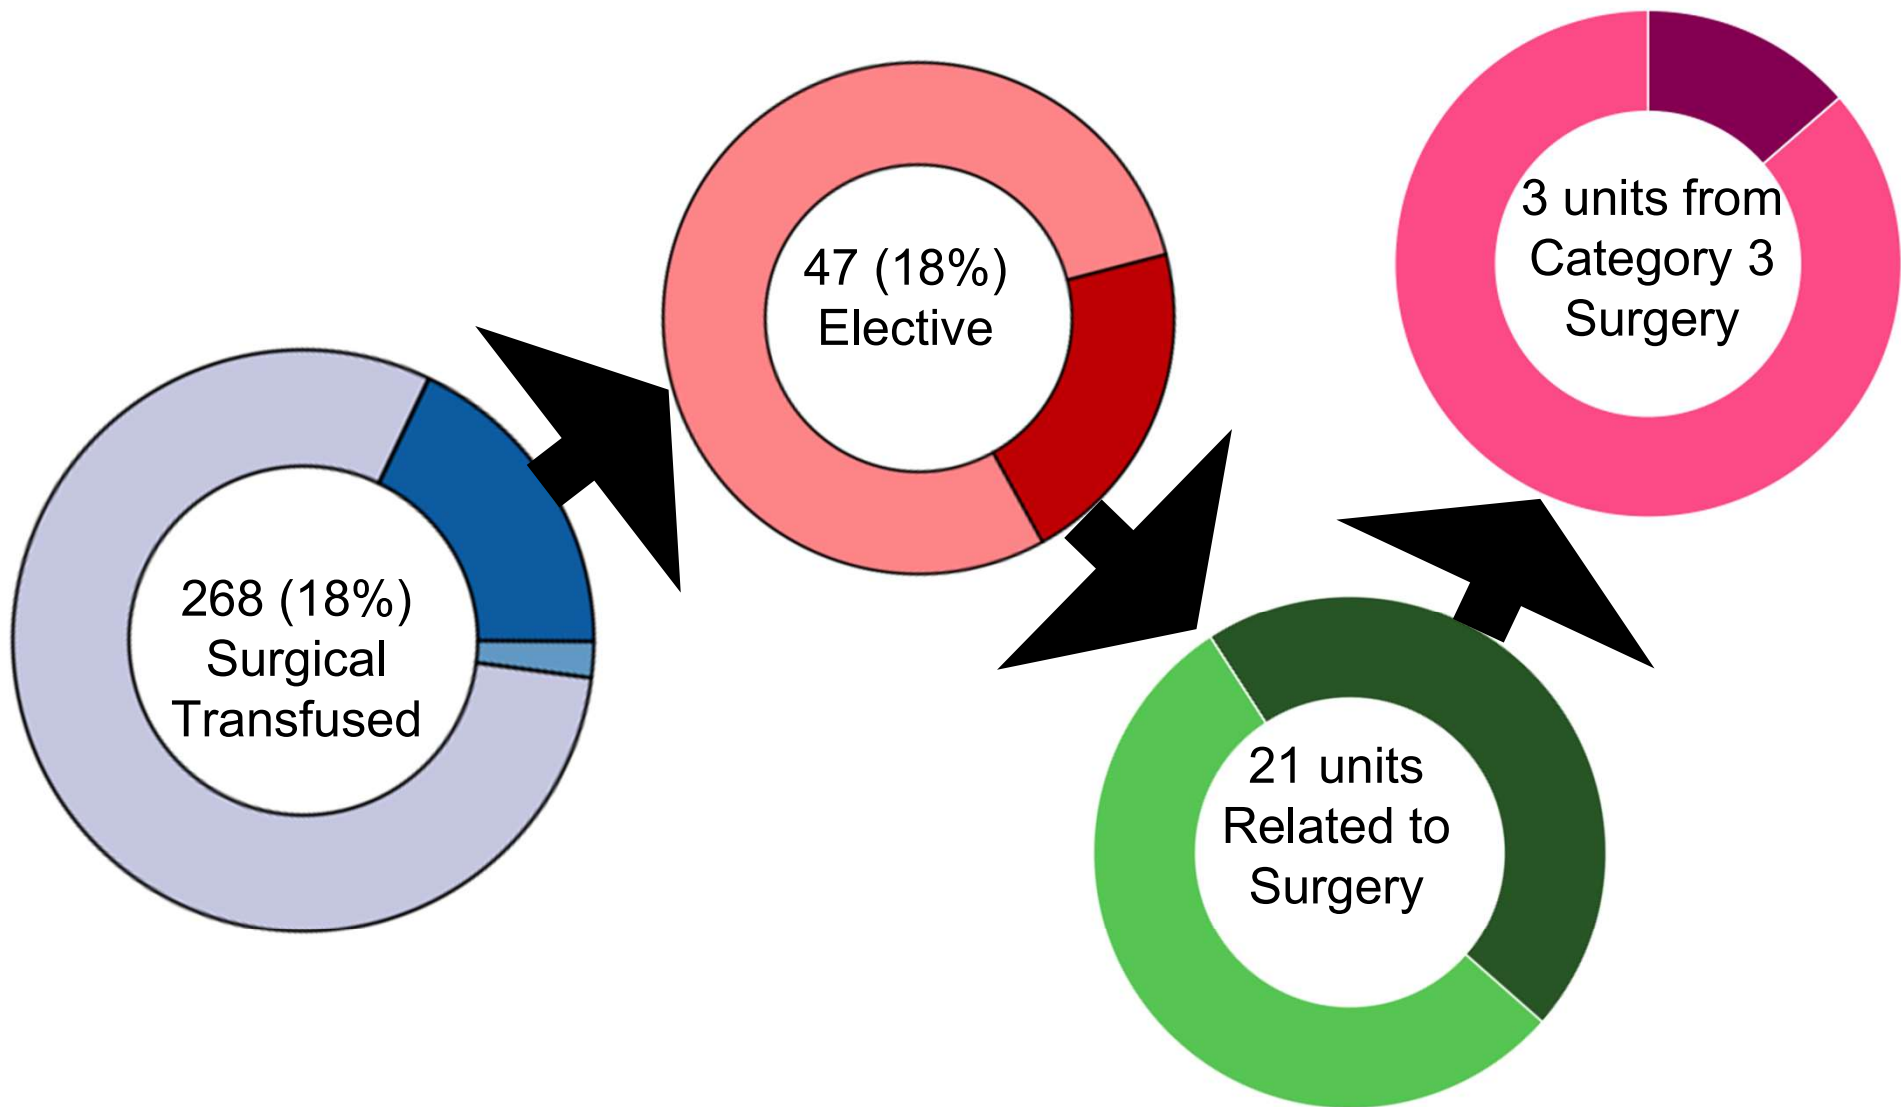 268 (18%)
Surgical
Transfused
47 (18%)
Elective
21 units
Related to
Surgery
3 units from
Category 3
Surgery